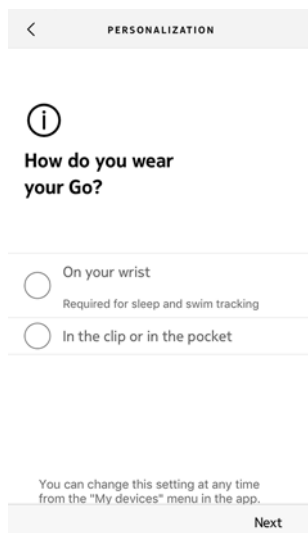 PERSONALIZATION
How do you wear
your Go?
On your wrist
Required for sleep and swim tracking
In the clip or in the pocket
You can change this setting at any time
from the "My devices" menu in the app.
Next